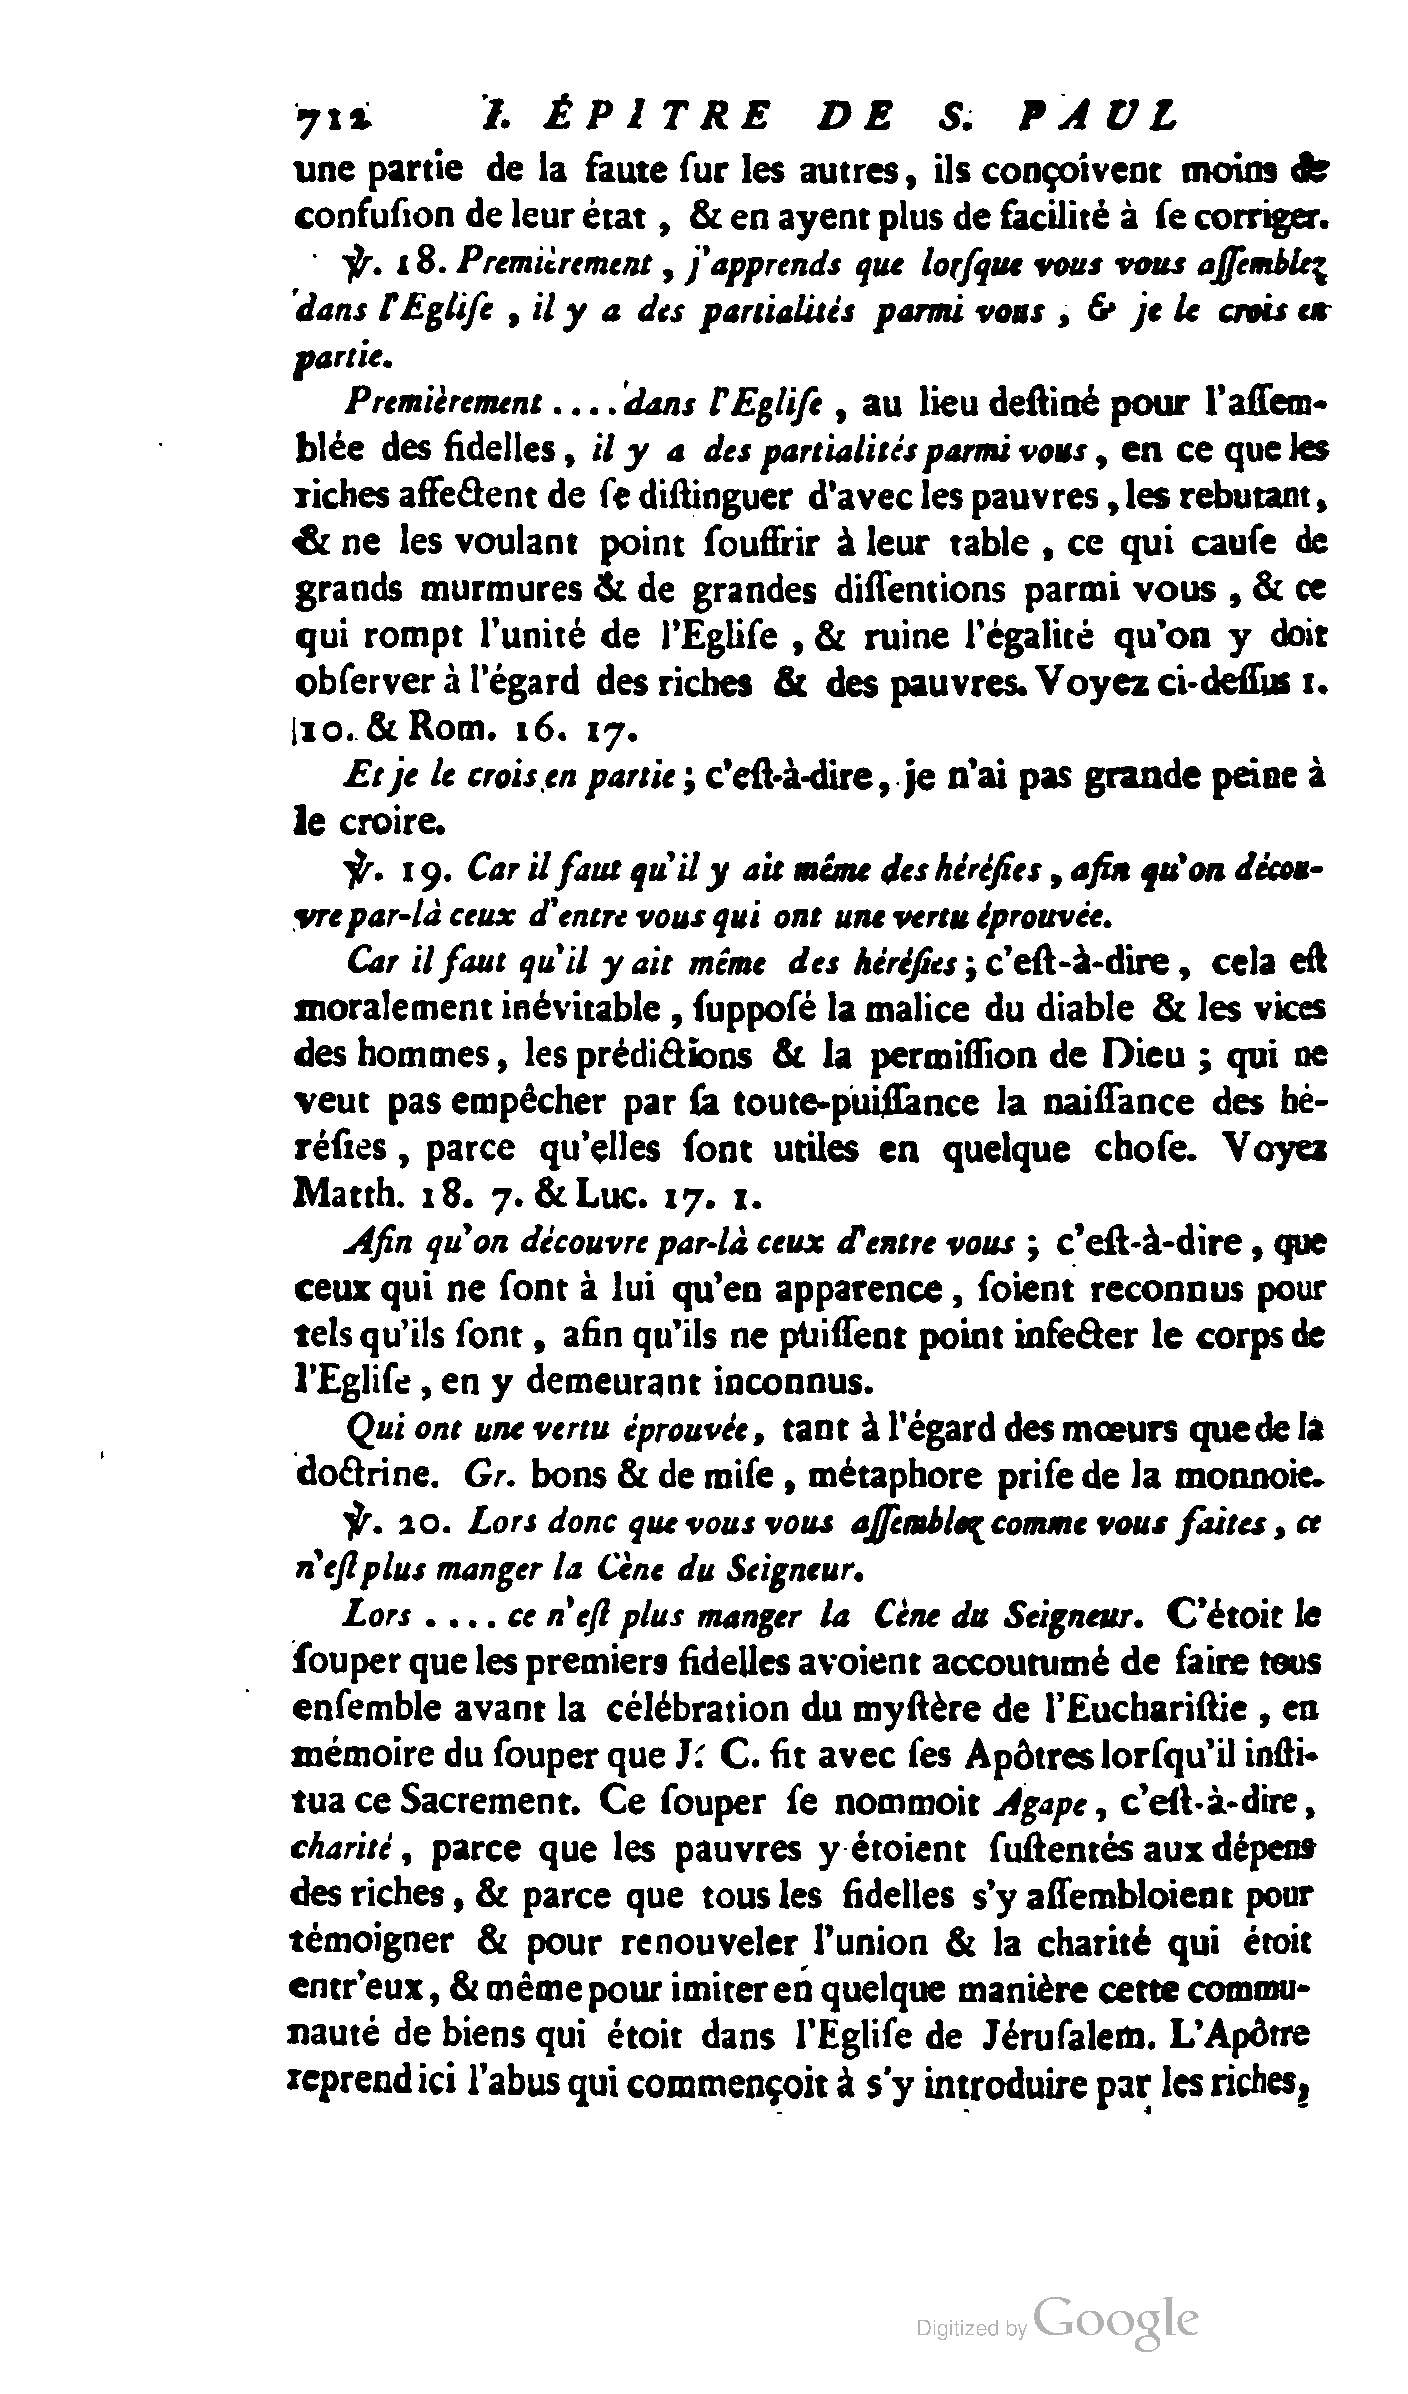 712 I. ÉPITRE DE S. PAUL
une partie de la faute ſur les autres, ils conçoivent moins de
confuſion de leur état, & en ayent plus de facilité à ſe corriger.
℣. 18. Premièrement, j'apprends que lorſque vous vous aſſemblez
dans l'Egliſe, il y a des partialités parmi vous, & je le crois en
partie.
Premièrement .... dans l'Egliſe, au lieu deſtiné pour l'aſſem-
blée des fidelles, il y a des partialités parmi vous, en ce que les
riches affectent de ſe diſtinguer d'avec les pauvres, les rebutant,
& ne les voulant point ſouffrir à leur table, ce qui cauſe de
grands murmures & de grandes diſſentions parmi vous, & ce
qui rompt l'unité de l'Egliſe, & ruine l'égalité qu'on y doit
obſerver à l'égard des riches & des pauvres. Voyez ci-deſſus 1.
10. & Rom. 16. 17.
Et je le crois en partie; c'eſt-à-dire, je n'ai pas grande peine à
le croire.
℣. 19. Car il faut qu'il y ait même des héréſies, afin qu'on décou-
vre par-là ceux d'entre vous qui ont une vertu éprouvée.
Car il faut qu'il y ait même des héréſies; c'eſt-à-dire, cela eſt
moralement inévitable, ſuppoſé la malice du diable & les vices
des hommes, les prédictions & la permiſſion de Dieu; qui ne
veut pas empêcher par ſa toute-puiſſance la naiſſance des hé-
réſies, parce qu'elles ſont utiles en quelque choſe. Voyez
Matth. 18. 7. & Luc. 17. 1.
Afin qu'on découvre par-là ceux d'entre vous; c'eſt-à-dire, que
ceux qui ne ſont à lui qu'en apparence, ſoient reconnus pour
tels qu'ils ſont, afin qu'ils ne puiſſent point infecter le corps de
l'Egliſe, en y demeurant inconnus.
Qui ont une vertu éprouvée, tant à l'égard des mœurs que de la
doctrine. Gr. bons & de miſe, métaphore priſe de la monnoie.
℣. 20. Lors donc que vous vous aſſemblez comme vous faites, ce
n'eſt plus manger la Cène du Seigneur.
Lors .... ce n'eſt plus manger la Cène du Seigneur. C'étoit le
ſouper que les premiers fidelles avoient accoutumé de faire tous
enſemble avant la célébration du myſtère de l'Euchariſtie, en
mémoire du ſouper que J. C. fit avec ſes Apôtres lorſqu'il inſti-
tua ce Sacrement. Ce ſouper ſe nommoit Agape, c'eſt-à-dire,
charité, parce que les pauvres y étoient ſuſtentés aux dépens
des riches, & parce que tous les fidelles s'y aſſembloient pour
témoigner & pour renouveler l'union & la charité qui étoit
entr'eux, & même pour imiter en quelque manière cette commu-
nauté de biens qui étoit dans l'Egliſe de Jéruſalem. L'Apôtre
reprend ici l'abus qui commençoit à s'y introduire par les riches,
Digitized by Google